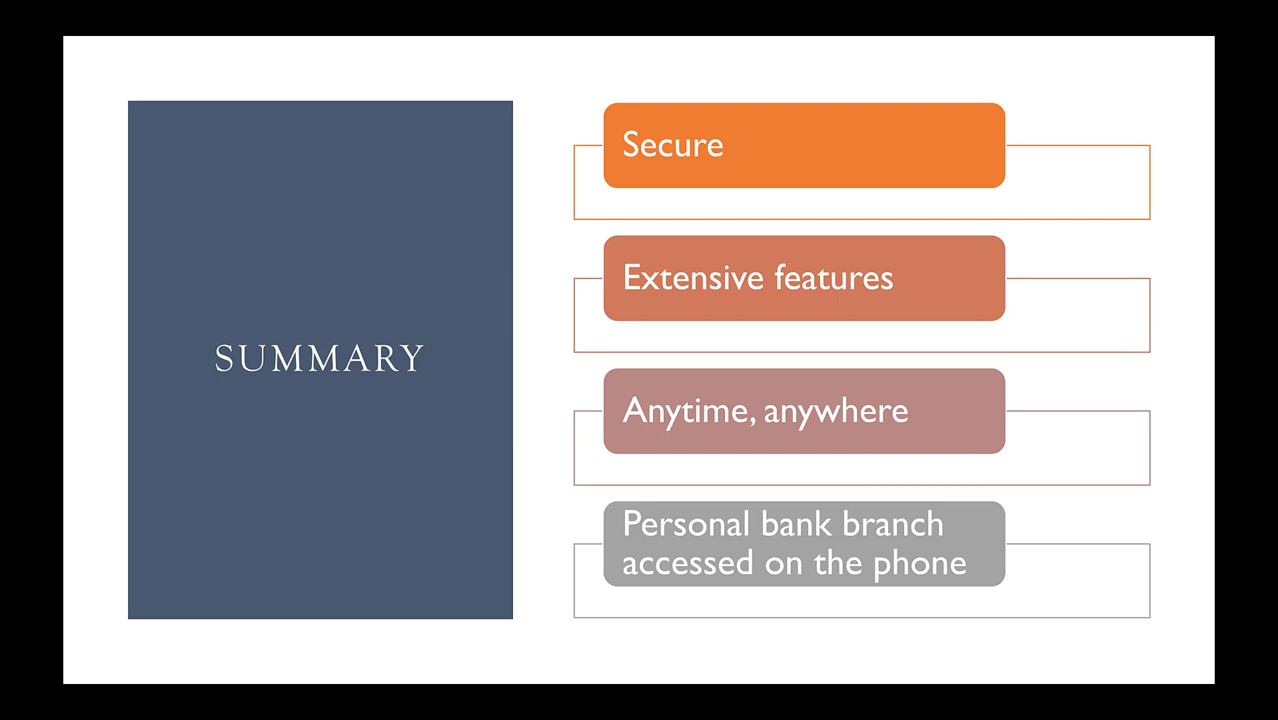 SUMMARY
Secure
Extensive features
Anytime, anywhere
Personal bank branch
accessed on the phone